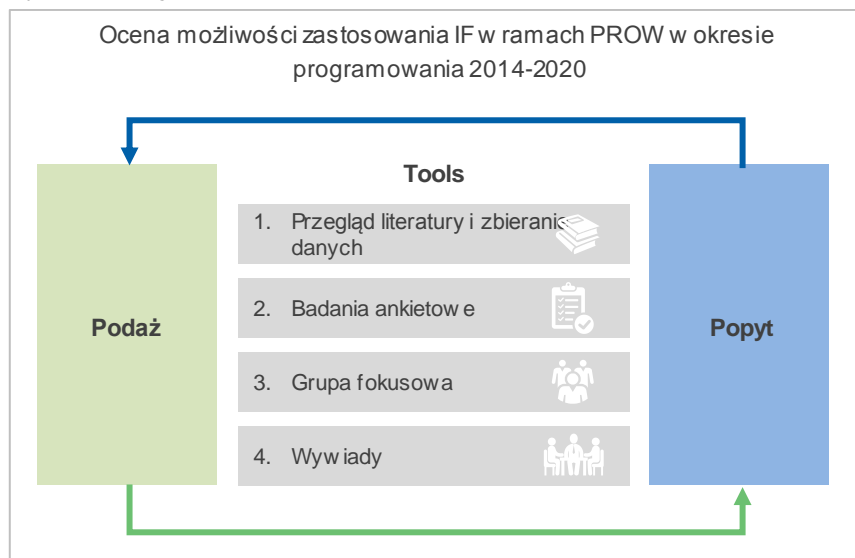 Ocena możliwości zastosowania IF w ramach PROW w okresie
programowania 2014-2020
Tools
1. Przegląd literatury i zbieranie
danych
2. Badania ankietowe
3. Grupa fokusowa
4. Wywiady
Podaż
Popyt